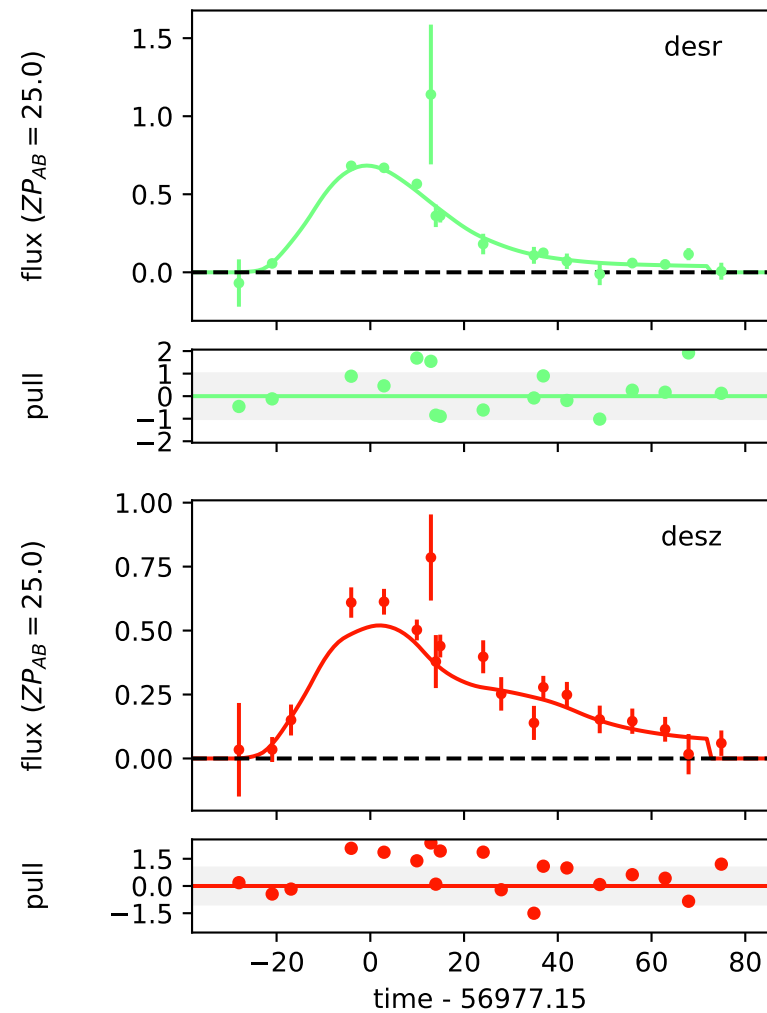 desr
flux (ZP_AB = 25.0)
1.5
1.0
0.5
0.0
pull
2
1
0
−1
−2
desz
flux (ZP_AB = 25.0)
1.00
0.75
0.50
0.25
0.00
pull
1.5
0.0
−1.5
−20 0 20 40 60 80
time - 56977.15